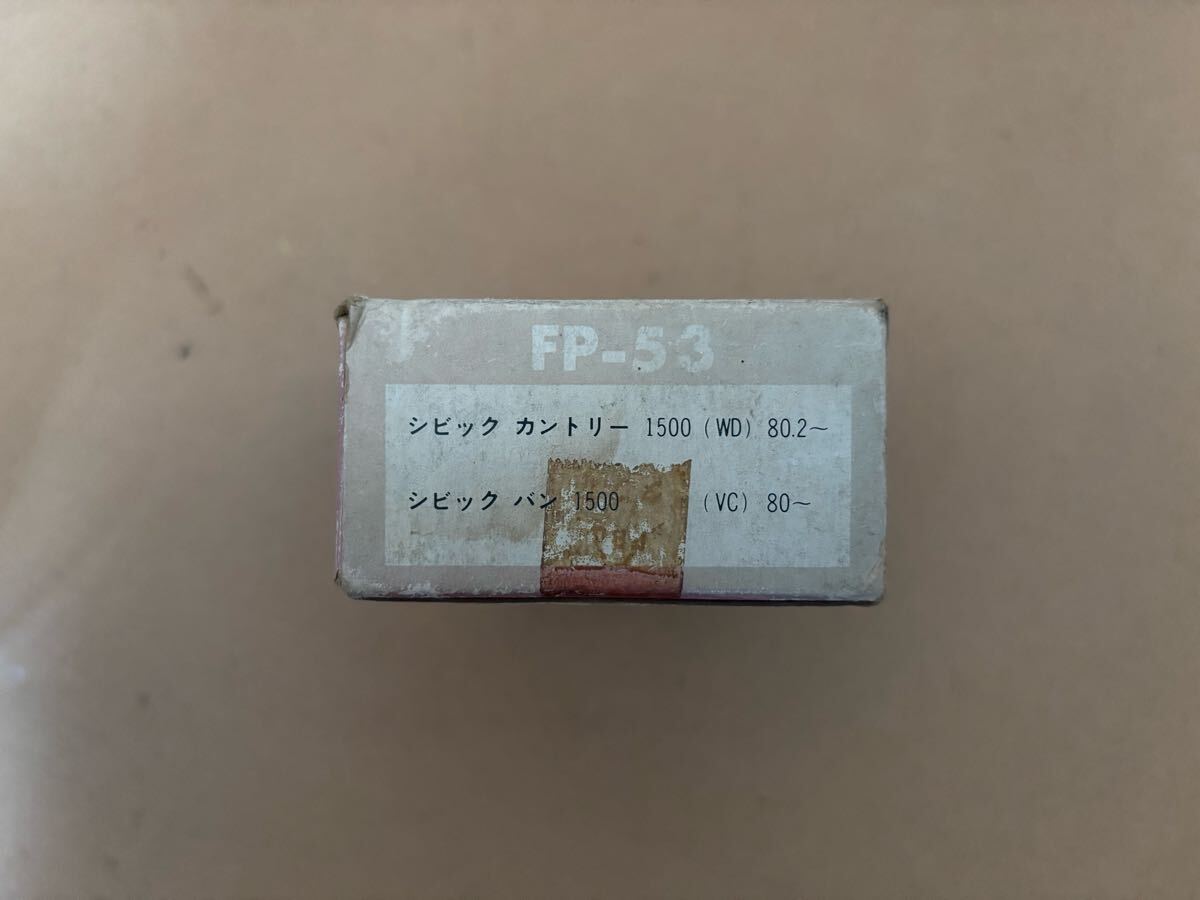 FP-53
シビック カントリー 1500 (WD) 80.2～
シビック バン 1500 (VC) 80～